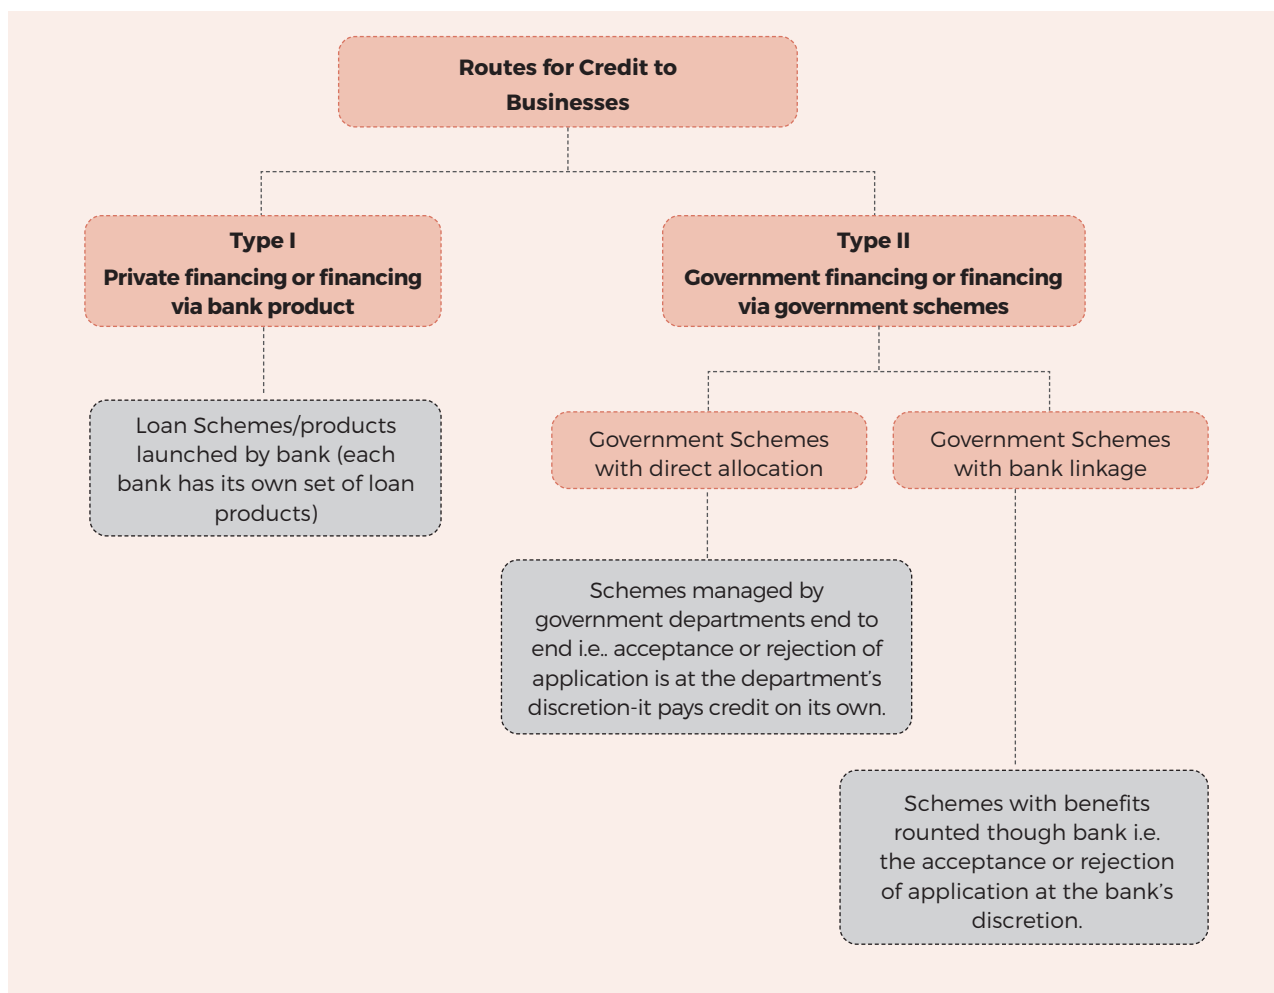 Routes for Credit to
Businesses
Type I
Private financing or financing
via bank product
Type II
Government financing or financing
via government schemes
Loan Schemes/products
launched by bank (each
bank has its own set of loan
products)
Government Schemes
with direct allocation
Government Schemes
with bank linkage
Schemes managed by
government departments end to
end i.e.. acceptance or rejection of
application is at the department's
discretion-it pays credit on its own.
Schemes with benefits
rounted though bank i.e.
the acceptance or rejection
of application at the bank's
discretion.